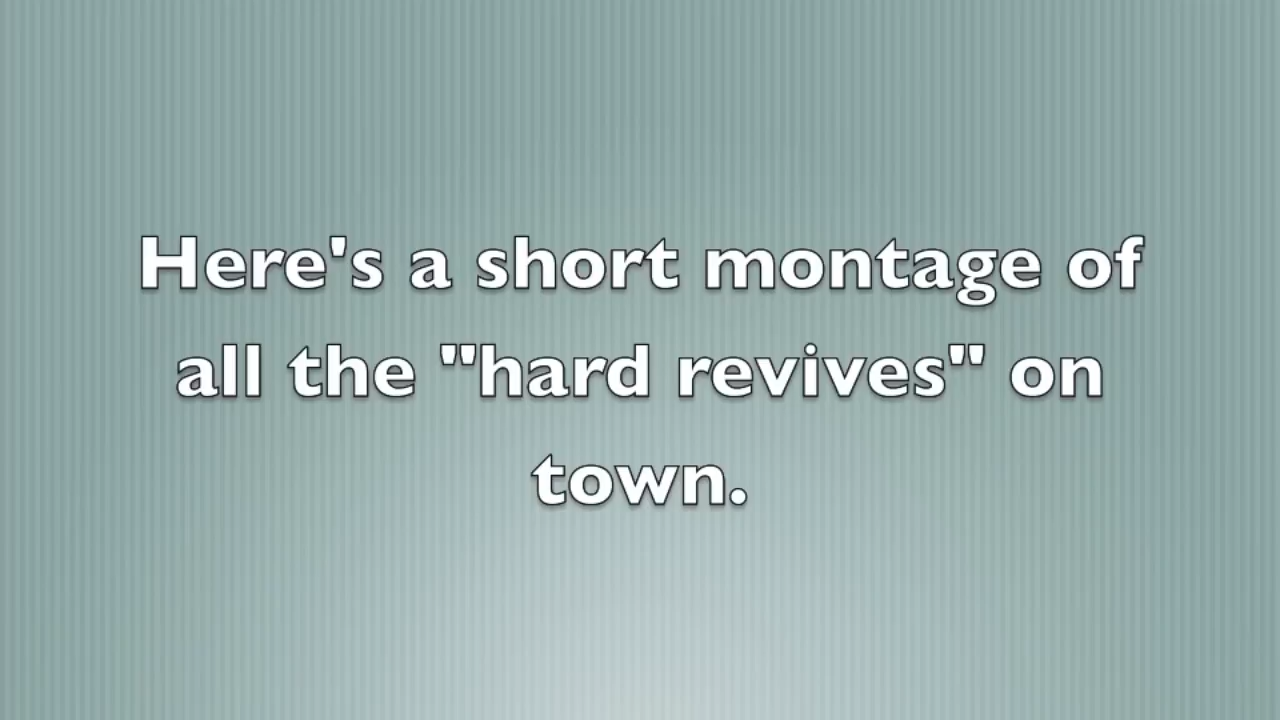 Here's a short montage of
all the "hard revives" on
town.